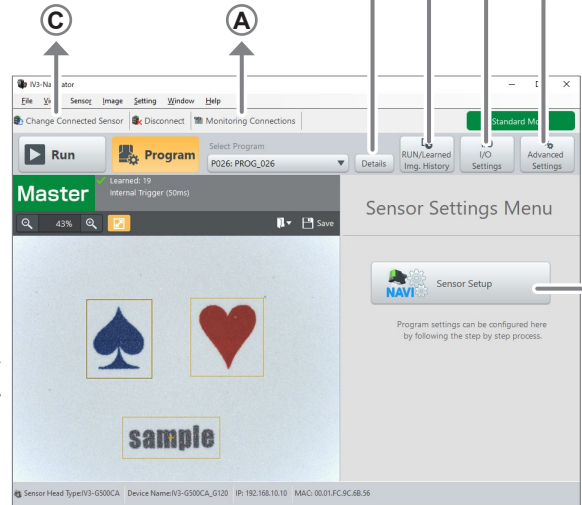 C
A
IV3-Navigator
File View Sensor Image Setting Window Help
Change Connected Sensor Disconnect Monitoring Connections
Standard Mode
Run
Program
Select Program
P026: PROG_026
Details
RUN/Learned
Img. History
I/O
Settings
Advanced
Settings
Master
Learned: 19
Internal Trigger (50ms)
43%
Save
Sensor Settings Menu
NAVI
Sensor Setup
Program settings can be configured here
by following the step by step process.
sample
Sensor Head Type:IV3-G500CA Device Name:IV3-G500CA_G120 IP: 192.168.10.10 MAC: 00.01.FC.9C.6B.56